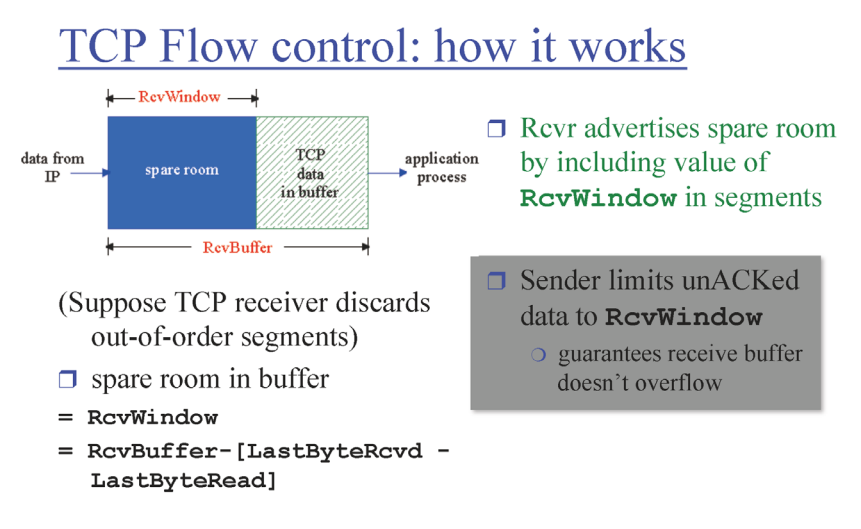 TCP Flow control: how it works
RcvWindow
data from
IP
spare room
TCP
data
in buffer
application
process
RcvBuffer
(Suppose TCP receiver discards
out-of-order segments)
❒ spare room in buffer
= RcvWindow
= RcvBuffer-[LastByteRcvd -
LastByteRead]
❒ Rcvr advertises spare room
by including value of
RcvWindow in segments
❒ Sender limits unACKed
data to RcvWindow
❍ guarantees receive buffer
doesn't overflow